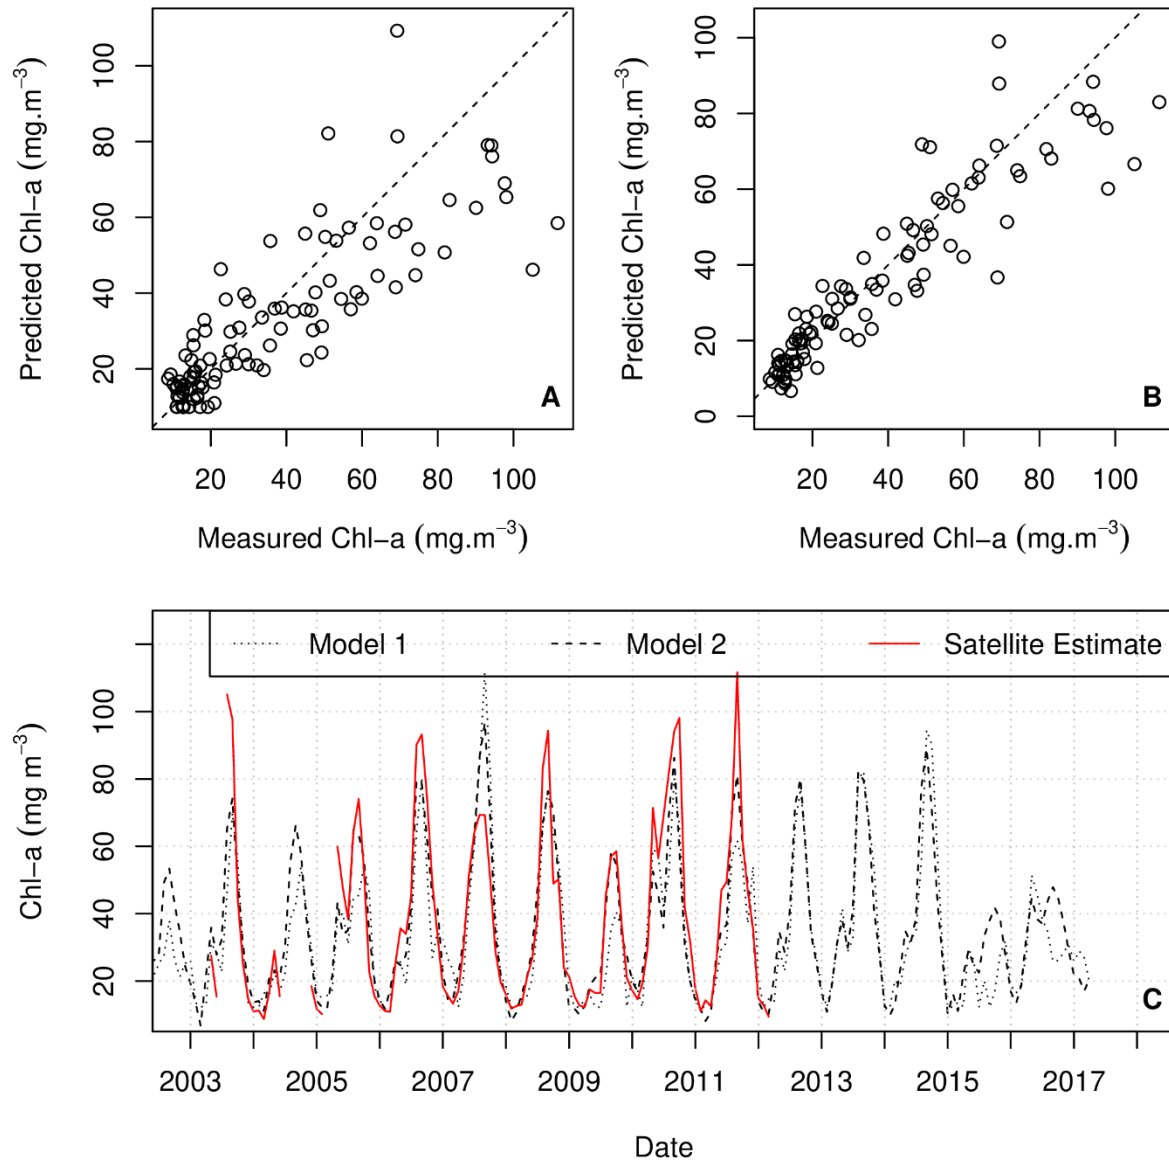 Predicted Chl−a (mg.m−3)
20 40 60 80 100
A
20 40 60 80 100
Measured Chl−a (mg.m−3)
Predicted Chl−a (mg.m−3)
0 20 40 60 80 100
B
20 40 60 80 100
Measured Chl−a (mg.m−3)
Model 1 Model 2 Satellite Estimate
Chl−a (mg m−3)
20 40 60 80 100
C
2003 2005 2007 2009 2011 2013 2015 2017
Date